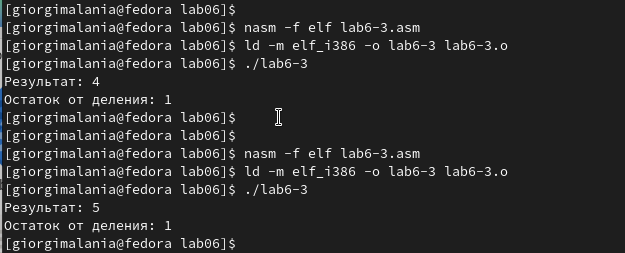 [giorgimalania@fedora lab06]$
[giorgimalania@fedora lab06]$ nasm -f elf lab6-3.asm
[giorgimalania@fedora lab06]$ ld -m elf_i386 -o lab6-3 lab6-3.o
[giorgimalania@fedora lab06]$ ./lab6-3
Результат: 4
Остаток от деления: 1
[giorgimalania@fedora lab06]$
[giorgimalania@fedora lab06]$
[giorgimalania@fedora lab06]$ nasm -f elf lab6-3.asm
[giorgimalania@fedora lab06]$ ld -m elf_i386 -o lab6-3 lab6-3.o
[giorgimalania@fedora lab06]$ ./lab6-3
Результат: 5
Остаток от деления: 1
[giorgimalania@fedora lab06]$